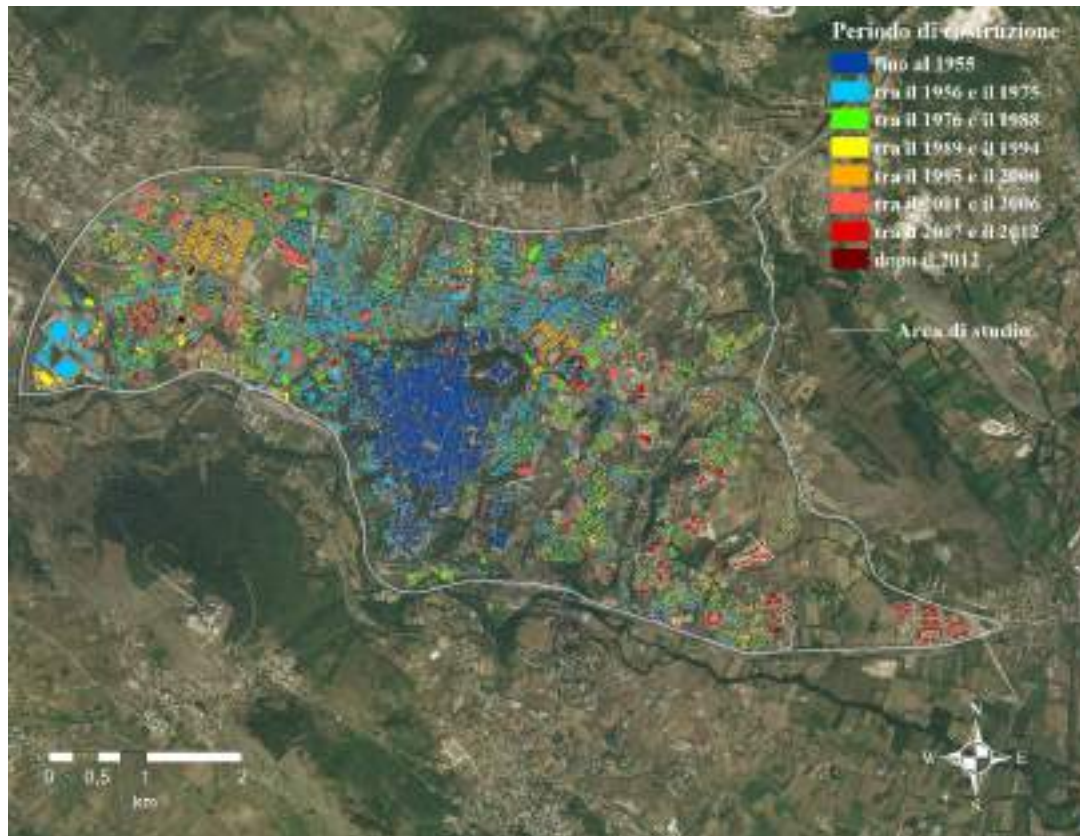 Periodo di costruzione
fino al 1955
tra il 1956 e il 1975
tra il 1976 e il 1988
tra il 1989 e il 1994
tra il 1995 e il 2000
tra il 2001 e il 2006
tra il 2007 e il 2012
dopo il 2012
Area di studio
N
W E
S
0 0,5 1 2
km